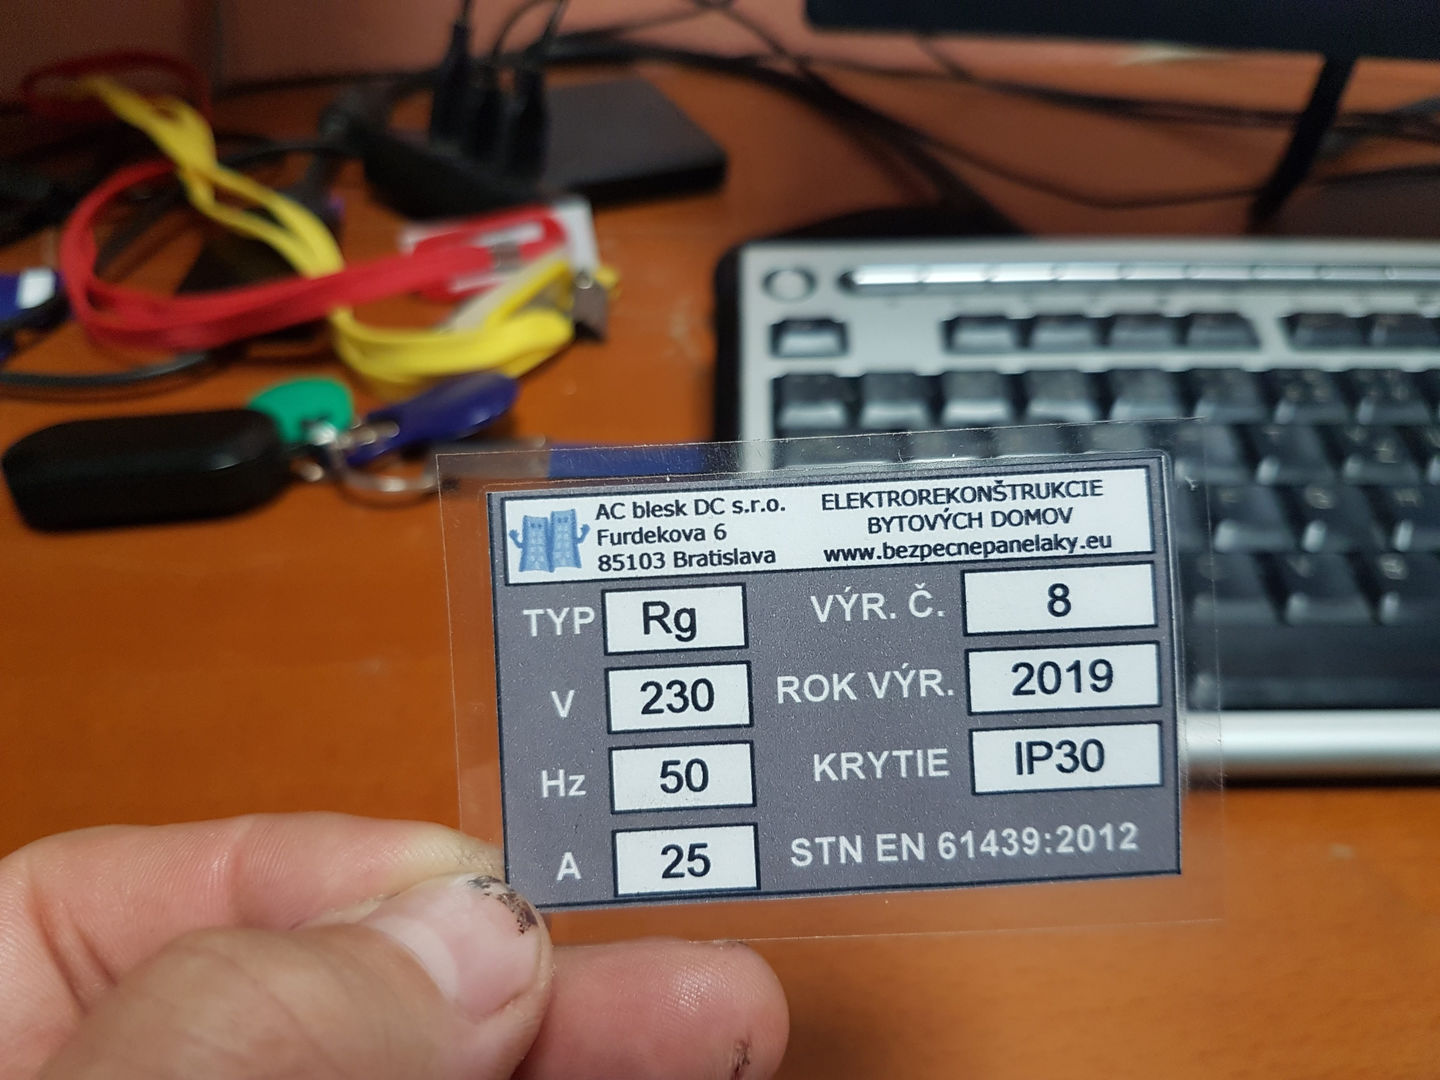 AC blesk DC s.r.o.
Furdekova 6
85103 Bratislava
ELEKTROREKONŠTRUKCIE
BYTOVÝCH DOMOV
www.bezpecnepanelaky.eu
TYP Rg
VÝR. Č. 8
V 230
ROK VÝR. 2019
Hz 50
KRYTIE IP30
A 25
STN EN 61439:2012